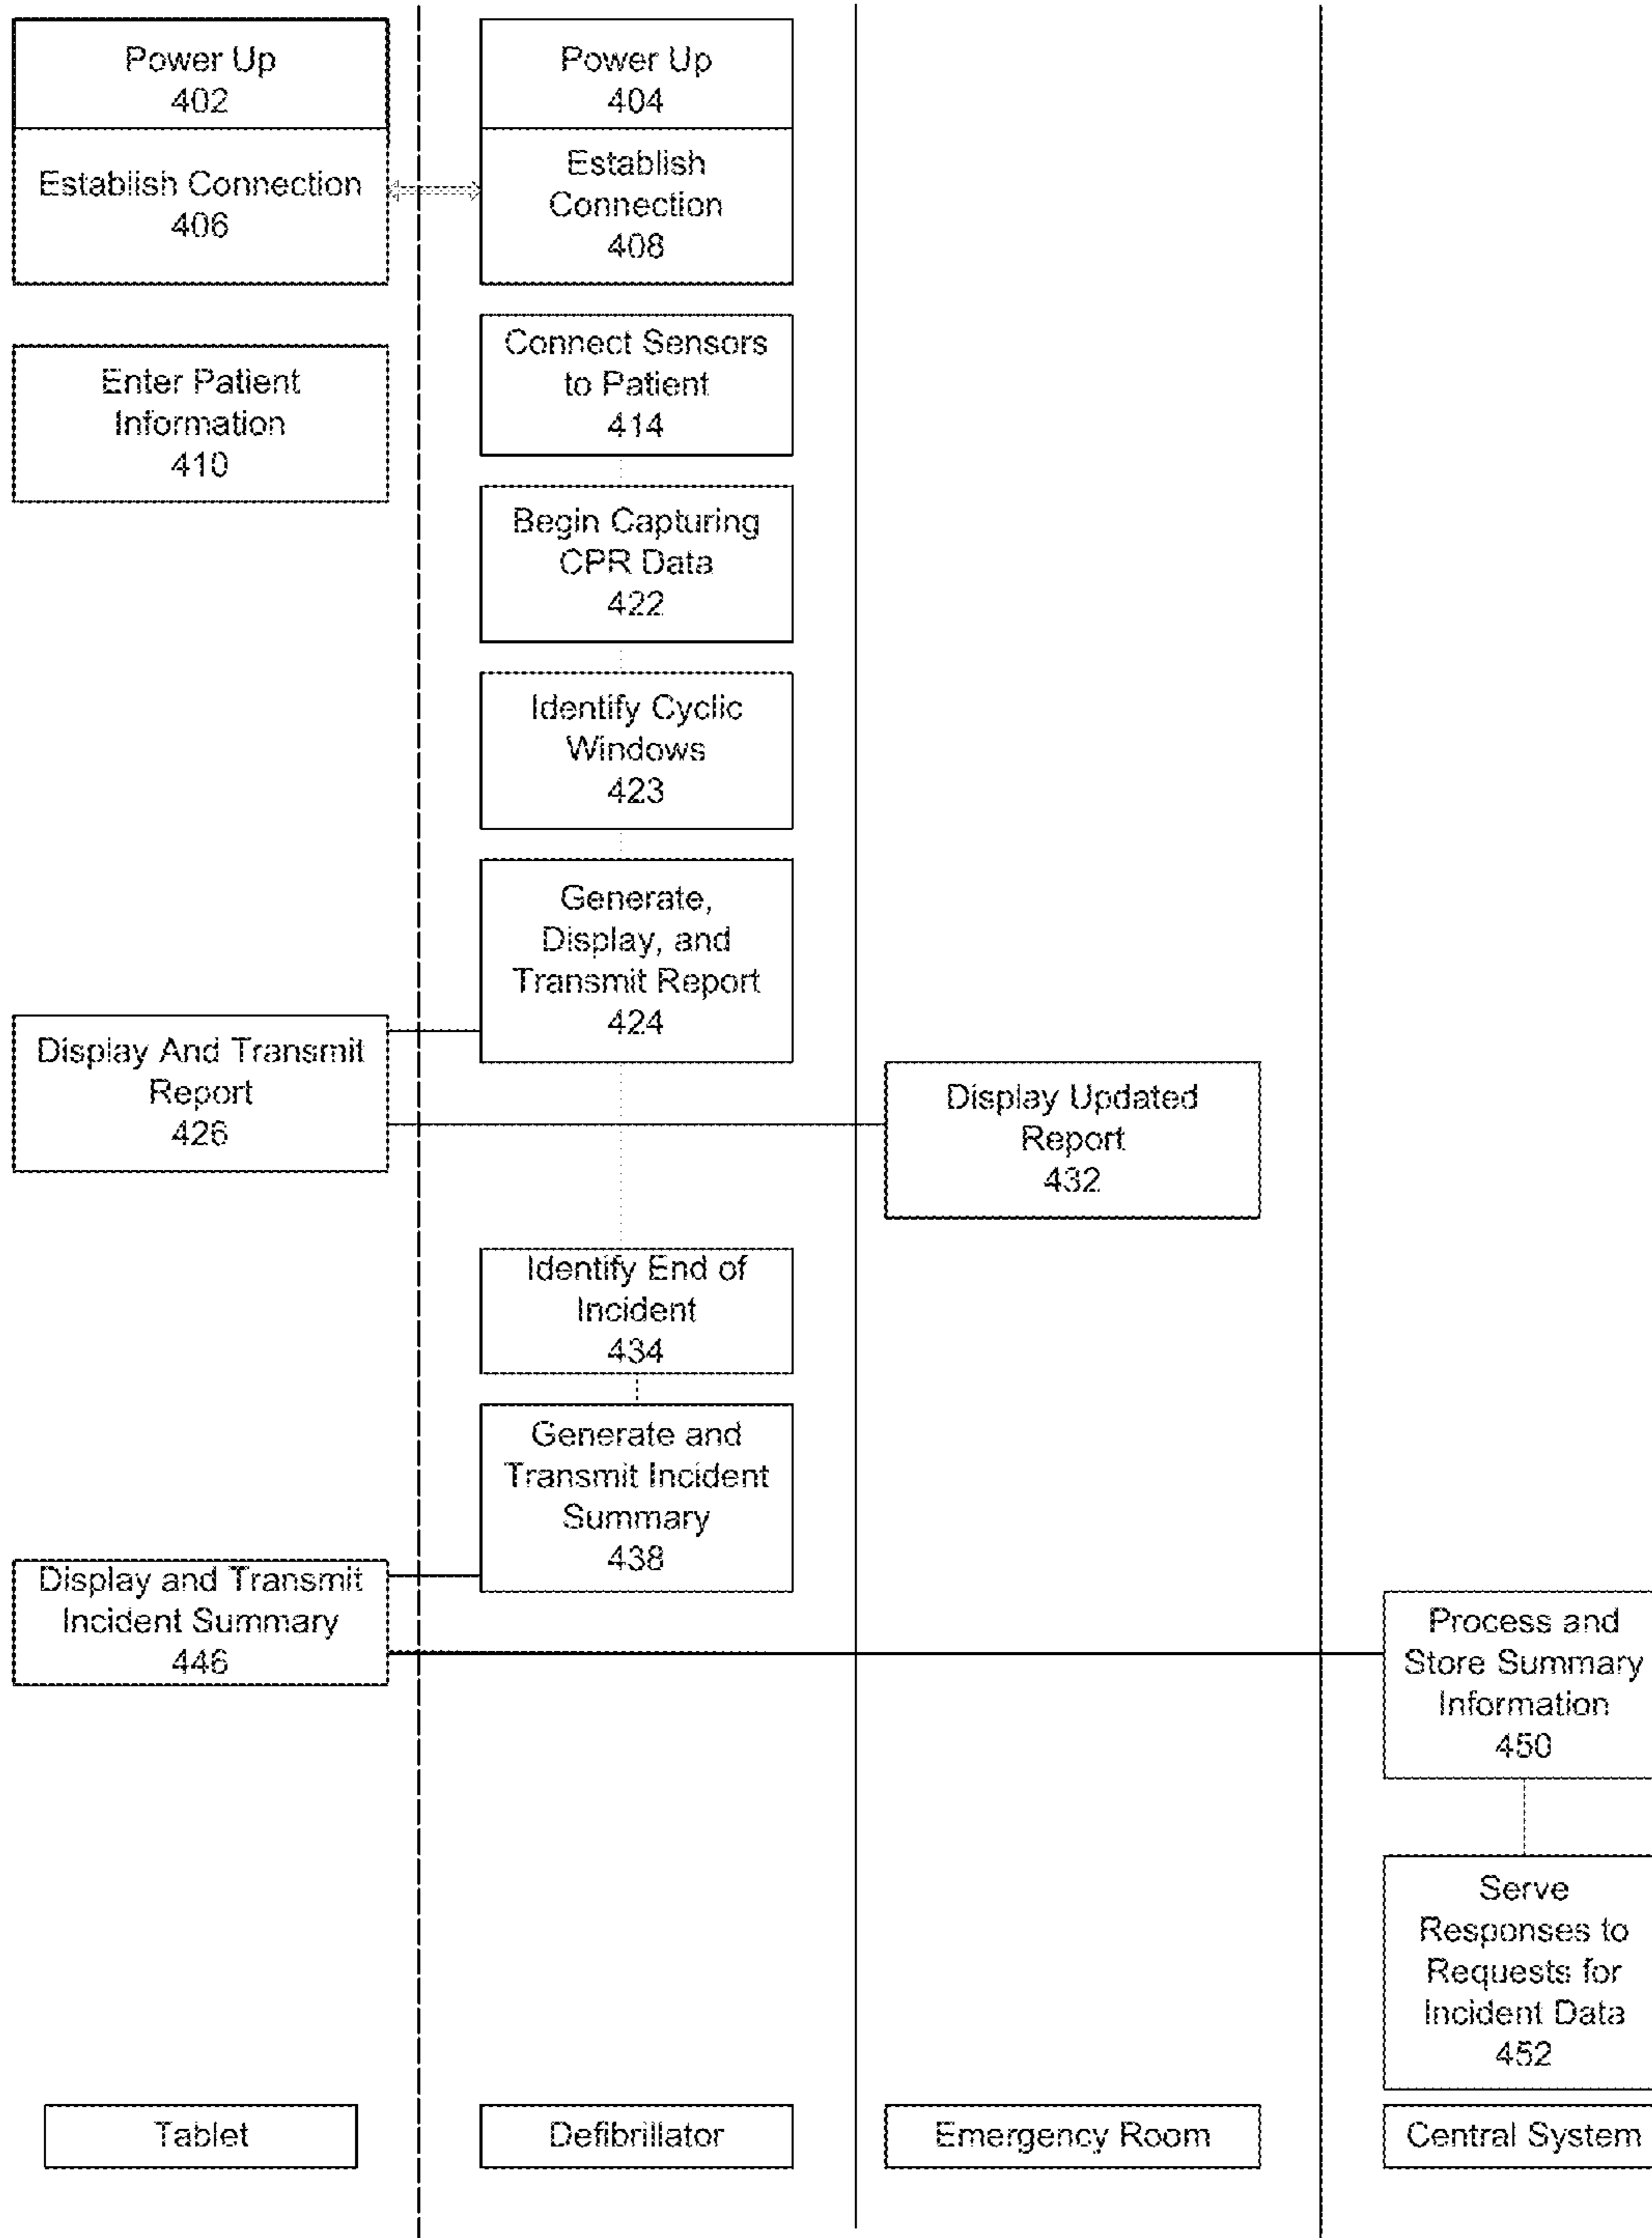 Power Up
402
Power Up
404
Establish Connection
406
Establish
Connection
408
Connect Sensors
to Patient
414
Enter Patient
Information
410
Begin Capturing
CPR Data
422
Identify Cyclic
Windows
423
Generate,
Display, and
Transmit Report
424
Display And Transmit
Report
426
Display Updated
Report
432
Identify End of
Incident
434
Generate and
Transmit Incident
Summary
438
Display and Transmit
Incident Summary
446
Process and
Store Summary
Information
450
Serve
Responses to
Requests for
Incident Data
452
Tablet
Defibrillator
Emergency Room
Central System